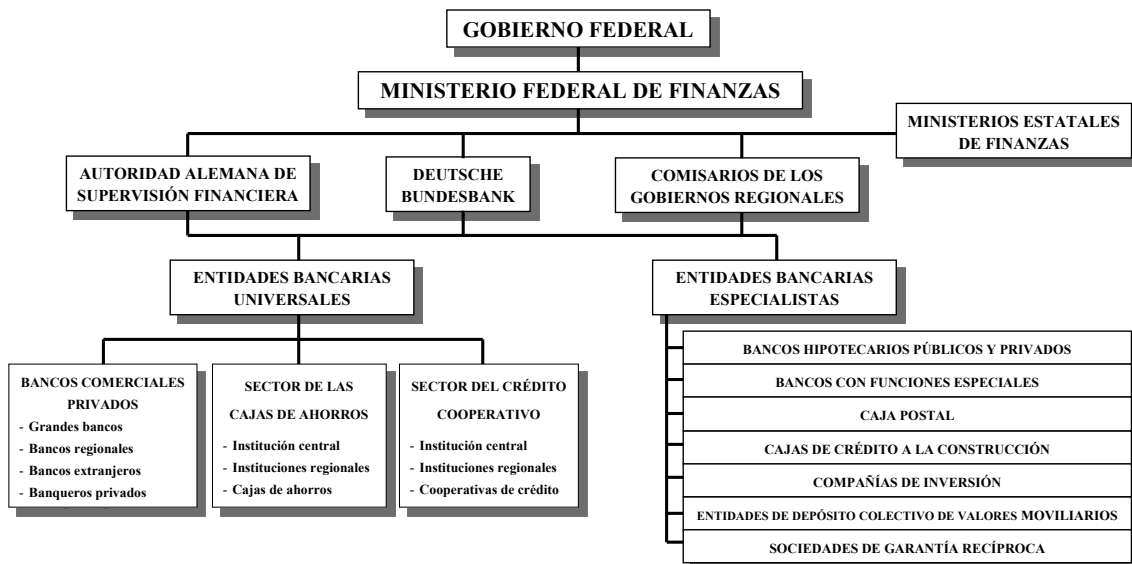 GOBIERNO FEDERAL
MINISTERIO FEDERAL DE FINANZAS
MINISTERIOS ESTATALES
DE FINANZAS
AUTORIDAD ALEMANA DE
SUPERVISIÓN FINANCIERA
DEUTSCHE
BUNDESBANK
COMISARIOS DE LOS
GOBIERNOS REGIONALES
ENTIDADES BANCARIAS
UNIVERSALES
ENTIDADES BANCARIAS
ESPECIALISTAS
BANCOS COMERCIALES
PRIVADOS
- Grandes bancos
- Bancos regionales
- Bancos extranjeros
- Banqueros privados
SECTOR DE LAS
CAJAS DE AHORROS
- Institución central
- Instituciones regionales
- Cajas de ahorros
SECTOR DEL CRÉDITO
COOPERATIVO
- Institución central
- Instituciones regionales
- Cooperativas de crédito
BANCOS HIPOTECARIOS PÚBLICOS Y PRIVADOS
BANCOS CON FUNCIONES ESPECIALES
CAJA POSTAL
CAJAS DE CRÉDITO A LA CONSTRUCCIÓN
COMPAÑÍAS DE INVERSIÓN
ENTIDADES DE DEPÓSITO COLECTIVO DE VALORES MOVILIARIOS
SOCIEDADES DE GARANTÍA RECÍPROCA